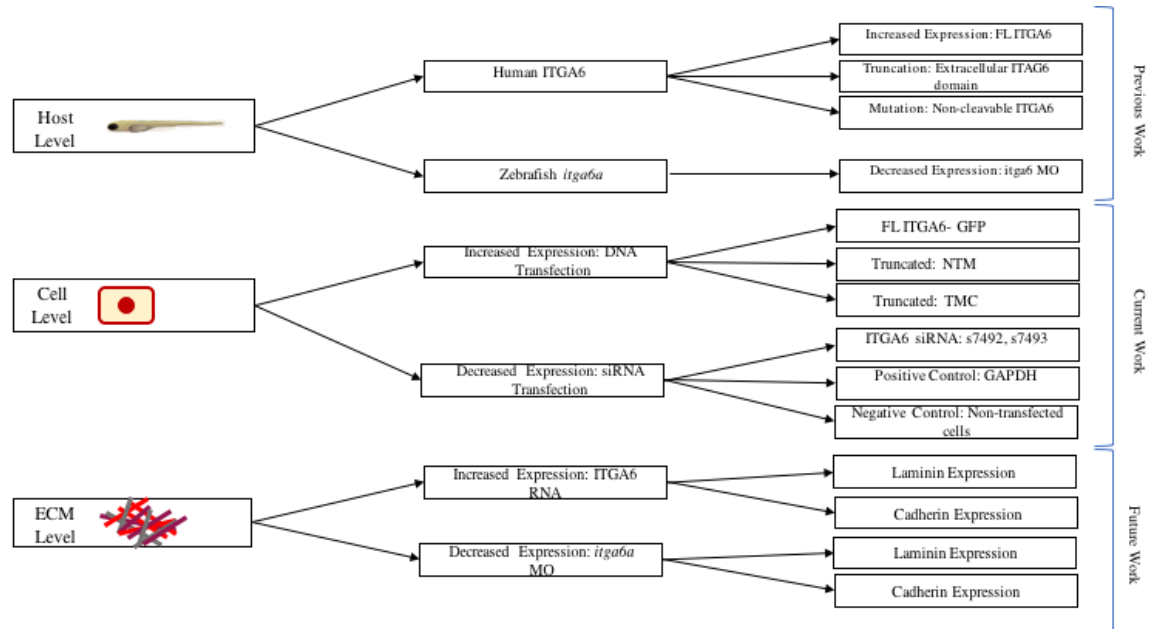 Host
Level
Human ITGA6
Increased Expression: FL ITGA6
Truncation: Extracellular ITAG6
domain
Mutation: Non-cleavable ITGA6
Zebrafish itga6a
Decreased Expression: itga6 MO
Previous Work
Cell
Level
Increased Expression: DNA
Transfection
FL ITGA6- GFP
Truncated: NTM
Truncated: TMC
Decreased Expression: siRNA
Transfection
ITGA6 siRNA: s7492, s7493
Positive Control: GAPDH
Negative Control: Non-transfected
cells
Current Work
ECM
Level
Increased Expression: ITGA6
RNA
Laminin Expression
Cadherin Expression
Decreased Expression: itga6a
MO
Laminin Expression
Cadherin Expression
Future Work